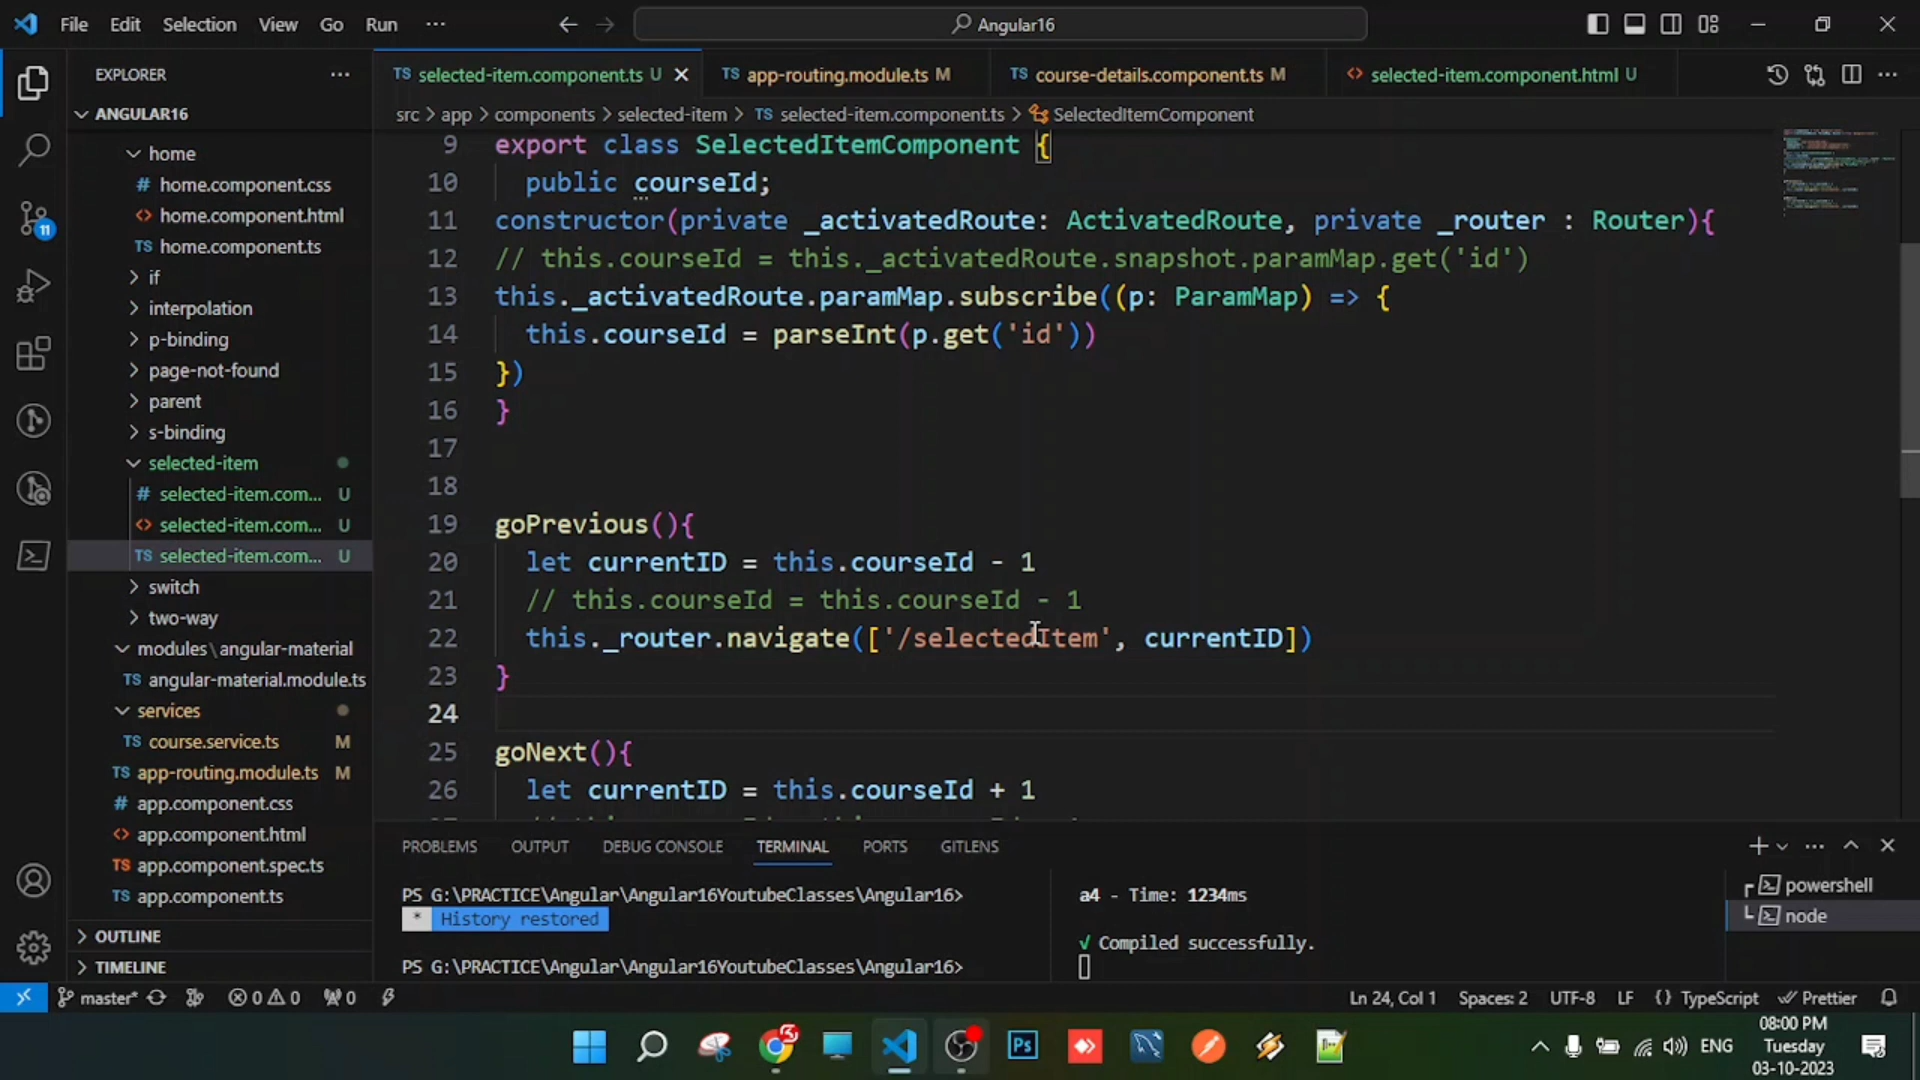 File Edit Selection View Go Run ...
Angular16
EXPLORER ...
ANGULAR16
home
# home.component.css
<> home.component.html
TS home.component.ts
if
interpolation
p-binding
page-not-found
parent
s-binding
selected-item
# selected-item.com... U
<> selected-item.com... U
TS selected-item.com... U
switch
two-way
modules\angular-material
TS angular-material.module.ts
services
TS course.service.ts M
TS app-routing.module.ts M
# app.component.css
<> app.component.html
TS app.component.spec.ts
TS app.component.ts
OUTLINE
TIMELINE
11
TS selected-item.component.ts U
TS app-routing.module.ts M
TS course-details.component.ts M
<> selected-item.component.html U
src > app > components > selected-item > TS selected-item.component.ts > SelectedItemComponent
9 export class SelectedItemComponent {
10 public courseId;
11 constructor(private _activatedRoute: ActivatedRoute, private _router : Router){
12 // this.courseId = this._activatedRoute.snapshot.paramMap.get('id')
13 this._activatedRoute.paramMap.subscribe((p: ParamMap) => {
14 this.courseId = parseInt(p.get('id'))
15 })
16 }
17
18
19 goPrevious(){
20 let currentID = this.courseId - 1
21 // this.courseId = this.courseId - 1
22 this._router.navigate(['/selectedItem', currentID])
23 }
24
25 goNext(){
26 let currentID = this.courseId + 1
PROBLEMS OUTPUT DEBUG CONSOLE TERMINAL PORTS GITLENS
PS G:\PRACTICE\Angular\Angular16YoutubeClasses\Angular16>
* History restored
PS G:\PRACTICE\Angular\Angular16YoutubeClasses\Angular16>
a4 - Time: 1234ms
√ Compiled successfully.
powershell
node
master* 0 0 0
Ln 24, Col 1 Spaces: 2 UTF-8 LF {} TypeScript Prettier
Ps
ENG
08:00 PM
Tuesday
03-10-2023